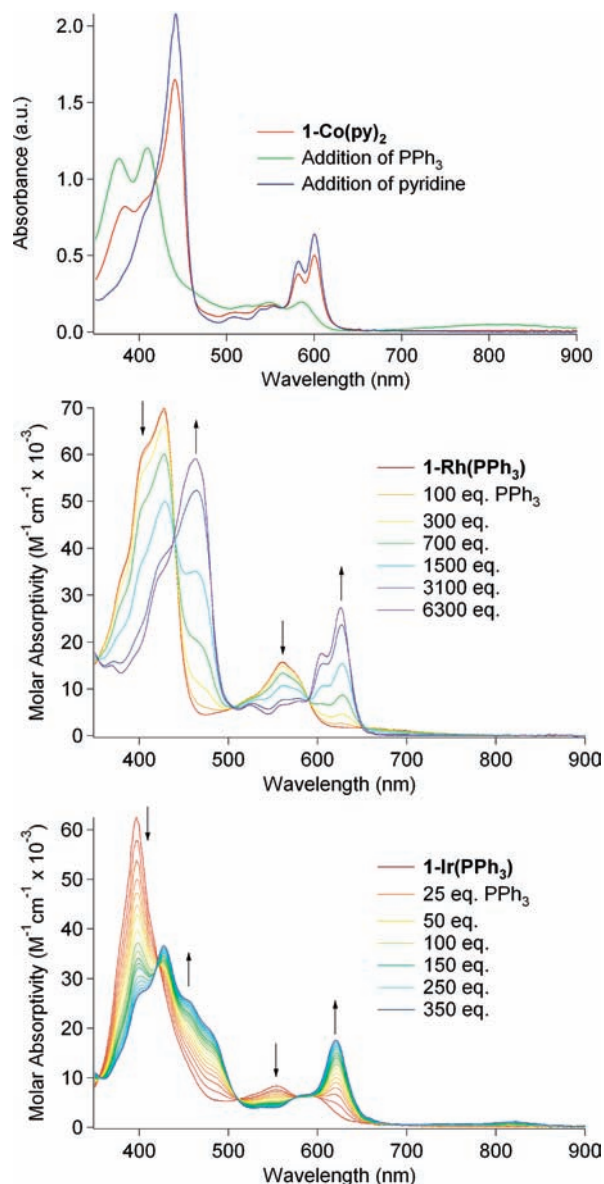 Absorbance (a.u.)
2.0
1.5
1.0
0.5
0.0
1-Co(py)2
Addition of PPh3
Addition of pyridine
400 500 600 700 800 900
Wavelength (nm)
Molar Absorptivity (M-1cm-1 x 10-3)
70
60
50
40
30
20
10
0
1-Rh(PPh3)
100 eq. PPh3
300 eq.
700 eq.
1500 eq.
3100 eq.
6300 eq.
400 500 600 700 800 900
Wavelength (nm)
Molar Absorptivity (M-1cm-1 x 10-3)
60
50
40
30
20
10
0
1-Ir(PPh3)
25 eq. PPh3
50 eq.
100 eq.
150 eq.
250 eq.
350 eq.
400 500 600 700 800 900
Wavelength (nm)